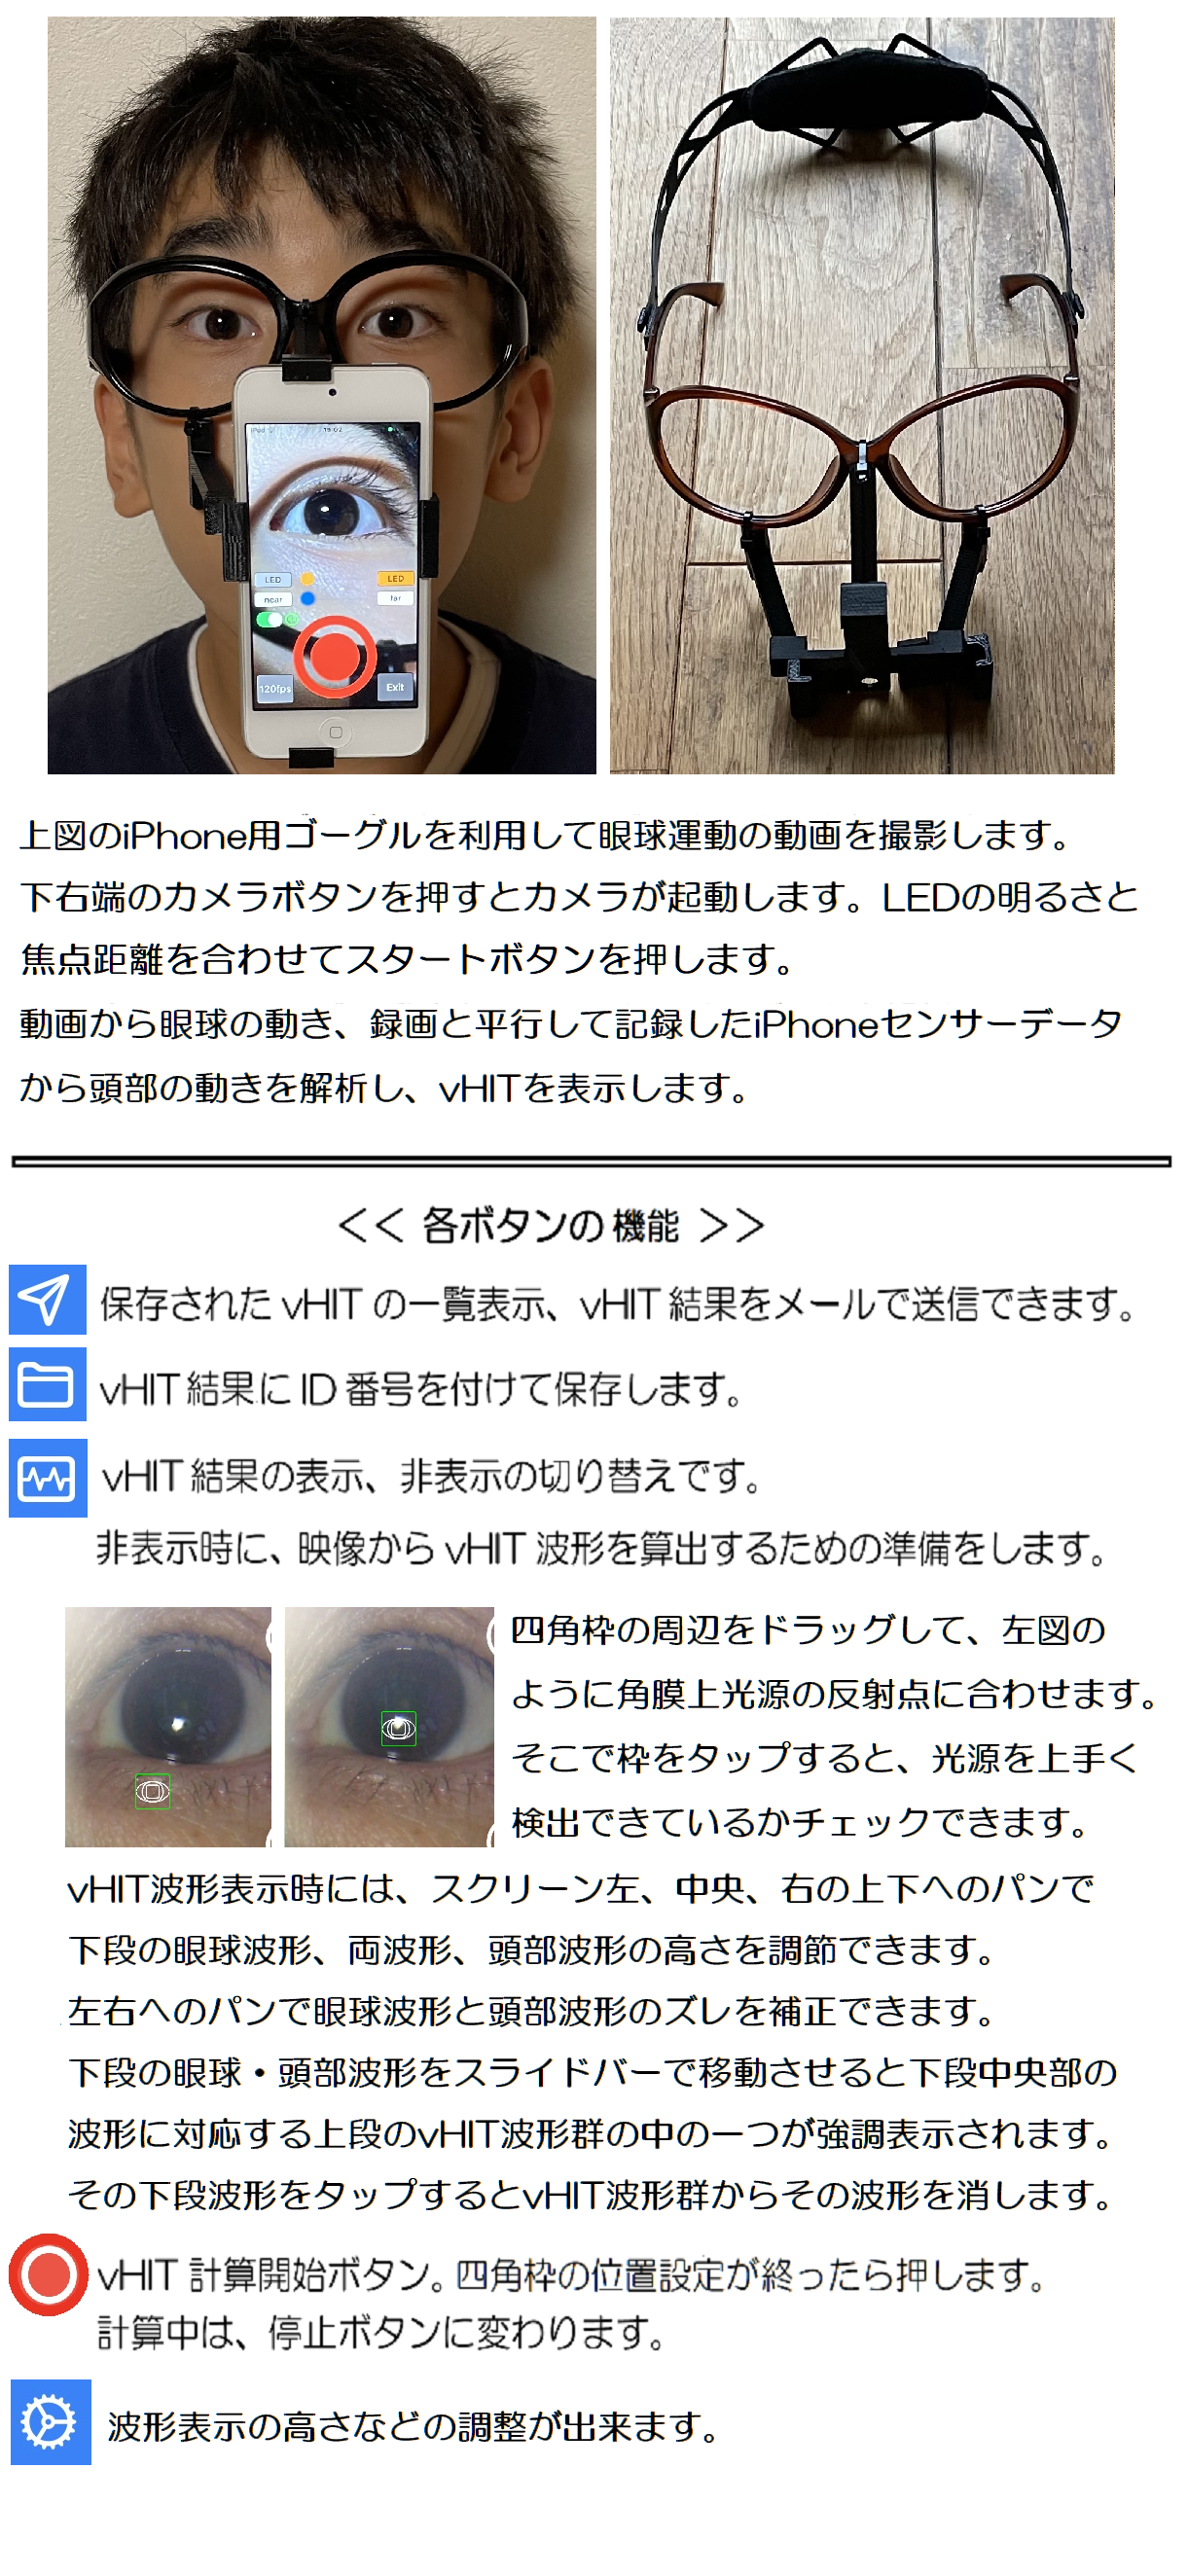 iPod 19:02
LED LED
near far
120fps Exit
上図のiPhone用ゴーグルを利用して眼球運動の動画を撮影します。
下右端のカメラボタンを押すとカメラが起動します。LEDの明るさと
焦点距離を合わせてスタートボタンを押します。
動画から眼球の動き、録画と平行して記録したiPhoneセンサーデータ
から頭部の動きを解析し、vHITを表示します。
<< 各ボタンの機能 >>
保存された vHIT の一覧表示、vHIT 結果をメールで送信できます。
vHIT 結果に ID 番号を付けて保存します。
vHIT 結果の表示、非表示の切り替えです。
非表示時に、映像から vHIT 波形を算出するための準備をします。
四角枠の周辺をドラッグして、左図の
ように角膜上光源の反射点に合わせます。
そこで枠をタップすると、光源を上手く
検出できているかチェックできます。
vHIT波形表示時には、スクリーン左、中央、右の上下へのパンで
下段の眼球波形、両波形、頭部波形の高さを調節できます。
左右へのパンで眼球波形と頭部波形のズレを補正できます。
下段の眼球・頭部波形をスライドバーで移動させると下段中央部の
波形に対応する上段のvHIT波形群の中の一つが強調表示されます。
その下段波形をタップするとvHIT波形群からその波形を消します。
vHIT 計算開始ボタン。四角枠の位置設定が終ったら押します。
計算中は、停止ボタンに変わります。
波形表示の高さなどの調整が出来ます。